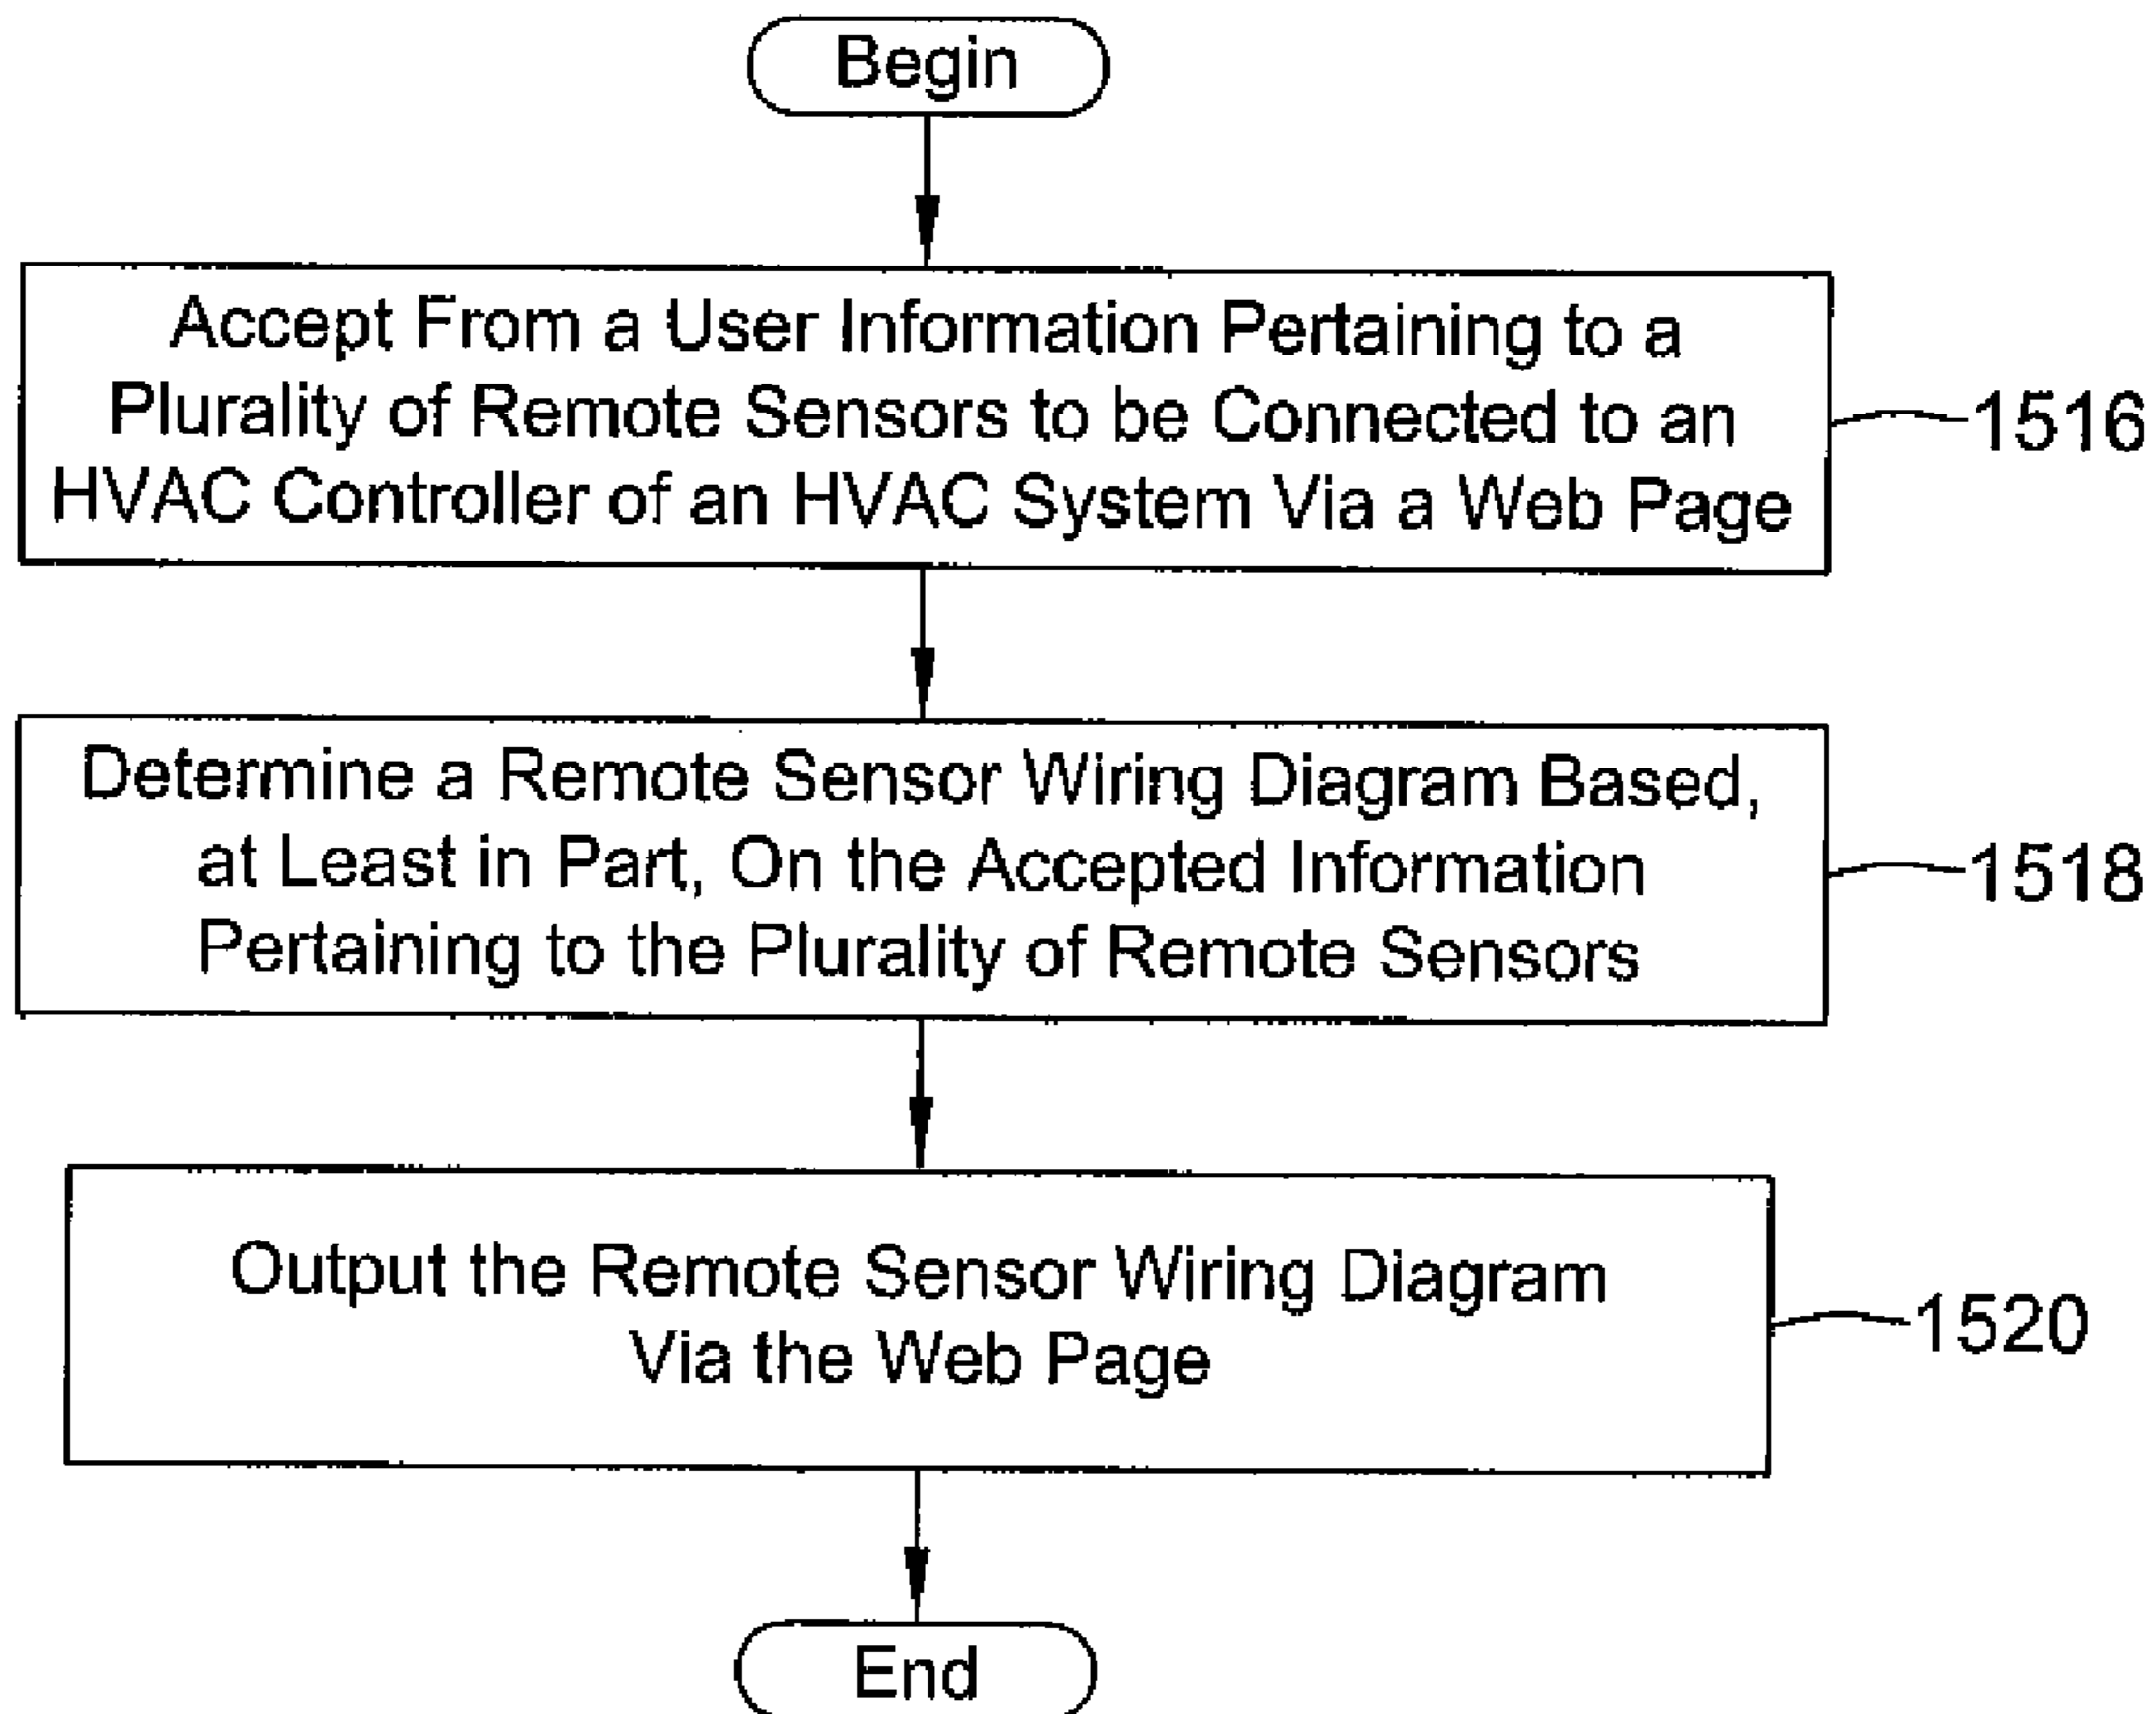 Begin
Accept From a User Information Pertaining to a
Plurality of Remote Sensors to be Connected to an
HVAC Controller of an HVAC System Via a Web Page
1516
Determine a Remote Sensor Wiring Diagram Based,
at Least in Part, On the Accepted Information
Pertaining to the Plurality of Remote Sensors
1518
Output the Remote Sensor Wiring Diagram
Via the Web Page
1520
End